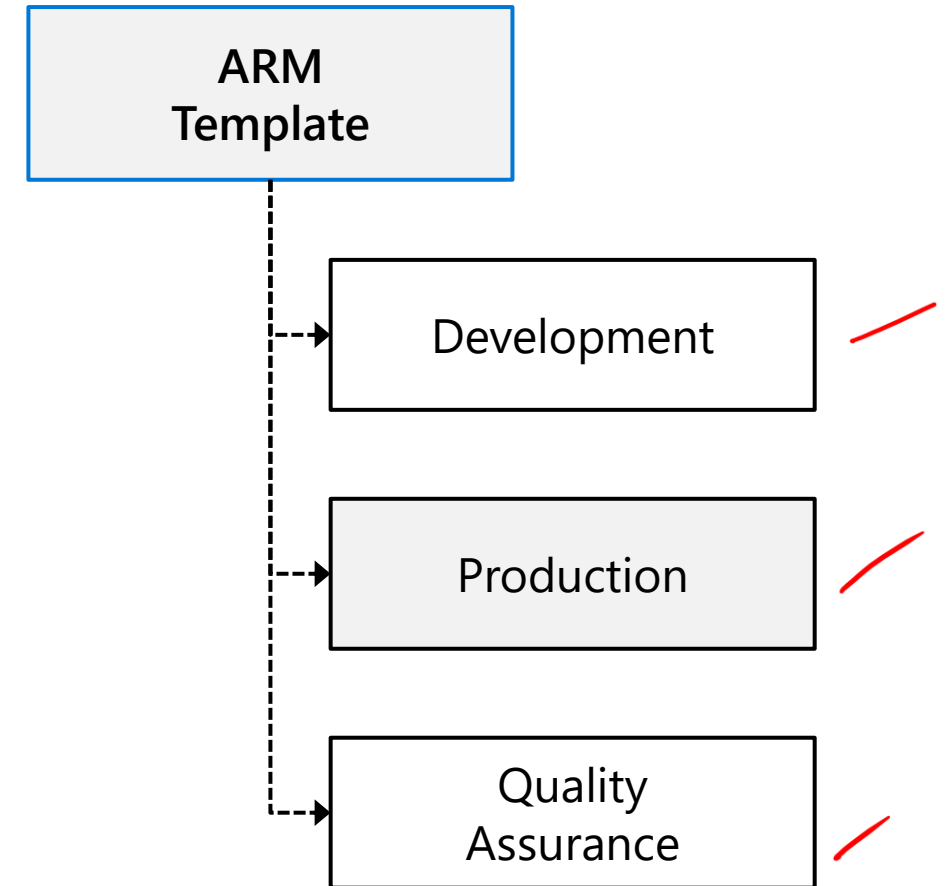 ARM
Template
Development
Production
Quality
Assurance